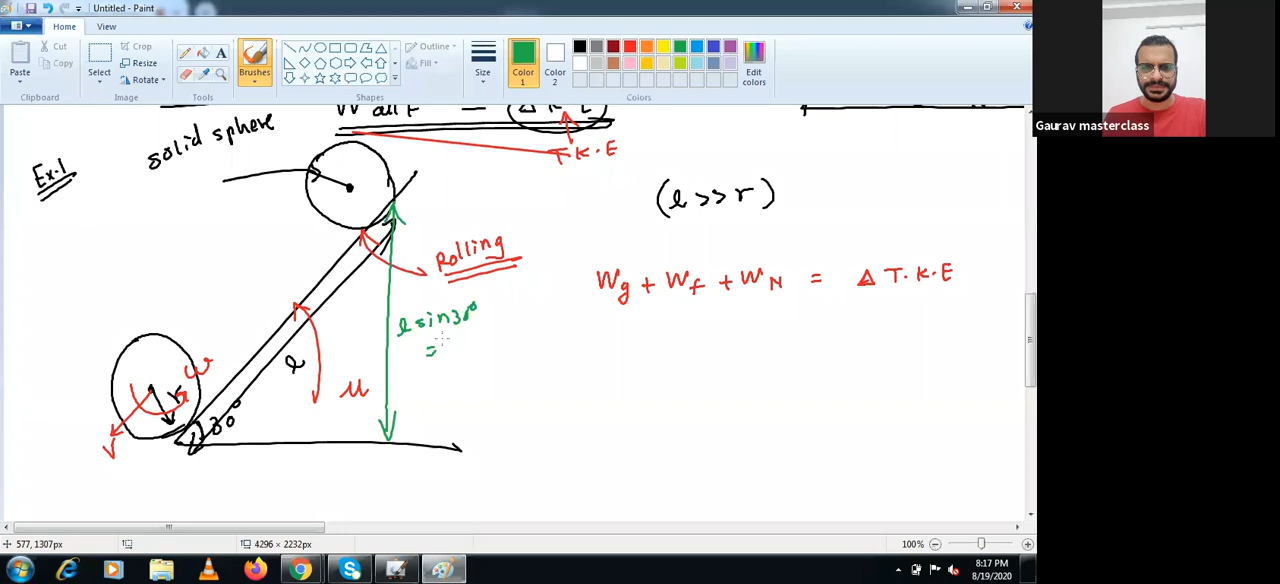 Untitled - Paint
Home View
Paste
Cut
Copy
Clipboard
Select
Crop
Resize
Rotate
Image
A
Tools
Brushes
Shapes
Outline
Fill
Size
Color 1
Color 2
Edit colors
Colors
Gaurav masterclass
W all F = Δ K E
T.K.E
solid sphere
Ex-1
(l >> r)
Rolling
Wg + Wf + WN = Δ T.K.E
l sin30°
=
l
μ
ω
r
30°
v
577, 1307px
4296 × 2232px
100%
8:17 PM
8/19/2020